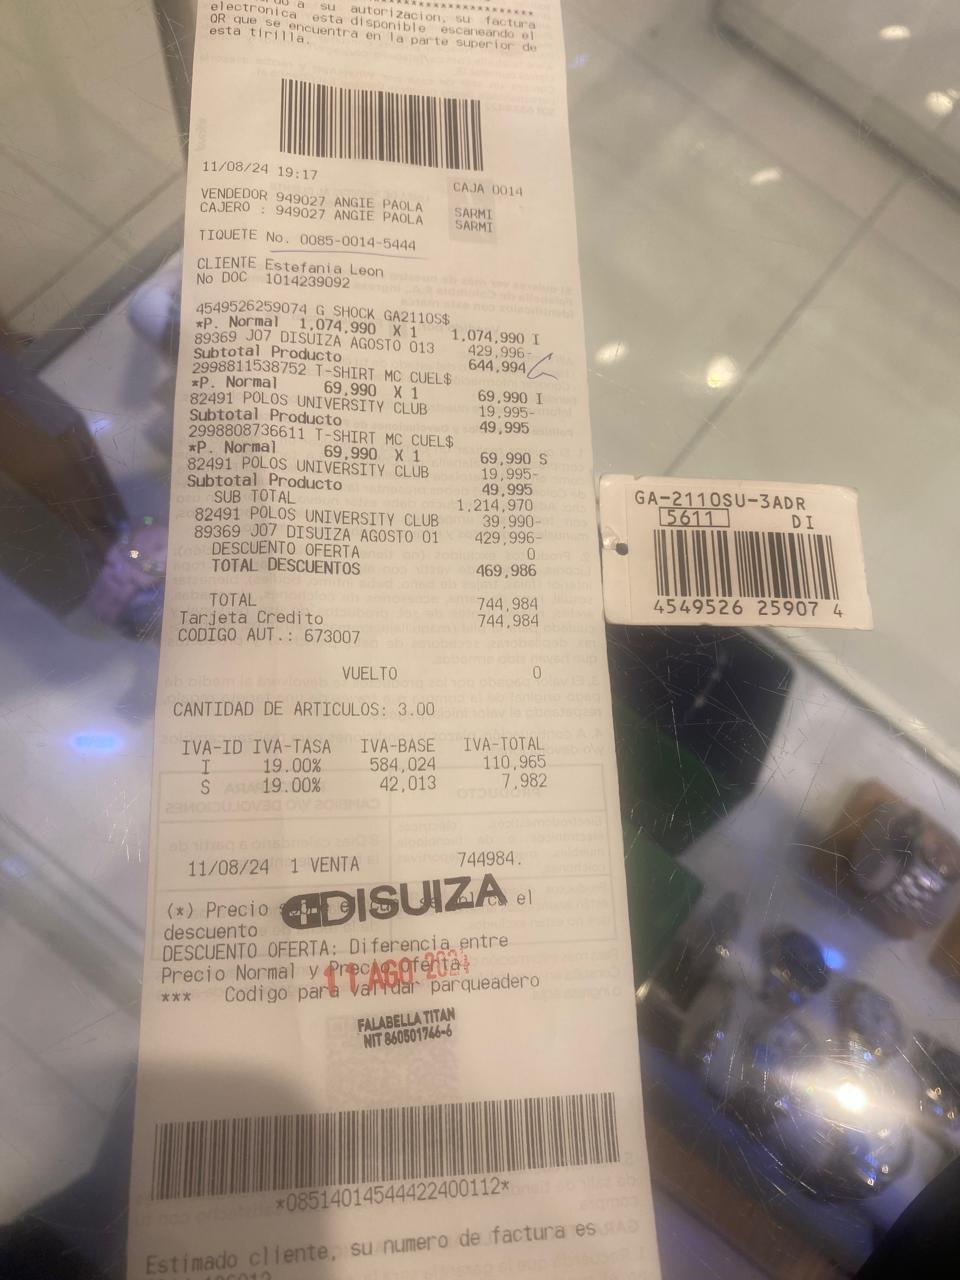 a su autorizacion, su factura
electronica esta disponible escaneando el
QR que se encuentra en la parte superior de
esta tirilla.
11/08/24 19:17
CAJA 0014
VENDEDOR 949027 ANGIE PAOLA SARMI
CAJERO : 949027 ANGIE PAOLA SARMI
TIQUETE No. 0085-0014-5444
CLIENTE Estefania Leon
No DOC 1014239092
4549526259074 G SHOCK GA2110S$
*P. Normal 1,074,990 X 1 1,074,990 I
89369 J07 DISUIZA AGOSTO 013 429,996-
Subtotal Producto 644,994
2998811538752 T-SHIRT MC CUEL$
*P. Normal 69,990 X 1 69,990 I
82491 POLOS UNIVERSITY CLUB 19,995-
Subtotal Producto 49,995
2998808736611 T-SHIRT MC CUEL$
*P. Normal 69,990 X 1 69,990 S
82491 POLOS UNIVERSITY CLUB 19,995-
Subtotal Producto 49,995
SUB TOTAL 1,214,970
82491 POLOS UNIVERSITY CLUB 39,990-
89369 J07 DISUIZA AGOSTO 01 429,996-
DESCUENTO OFERTA 0
TOTAL DESCUENTOS 469,986
TOTAL 744,984
Tarjeta Credito 744,984
CODIGO AUT.: 673007
VUELTO 0
CANTIDAD DE ARTICULOS: 3.00
IVA-ID IVA-TASA IVA-BASE IVA-TOTAL
I 19.00% 584,024 110,965
S 19.00% 42,013 7,982
11/08/24 1 VENTA 744984.
(*) Precio el
DISUIZA
descuento
DESCUENTO OFERTA: Diferencia entre
Precio Normal y Precio oferta.
11 AGO 2024
*** Codigo para validar parqueadero
FALABELLA TITAN
NIT 860501746-6
*08514014544422400112*
Estimado cliente, su numero de factura es
GA-2110SU-3ADR
5611 DI
4549526 25907 4